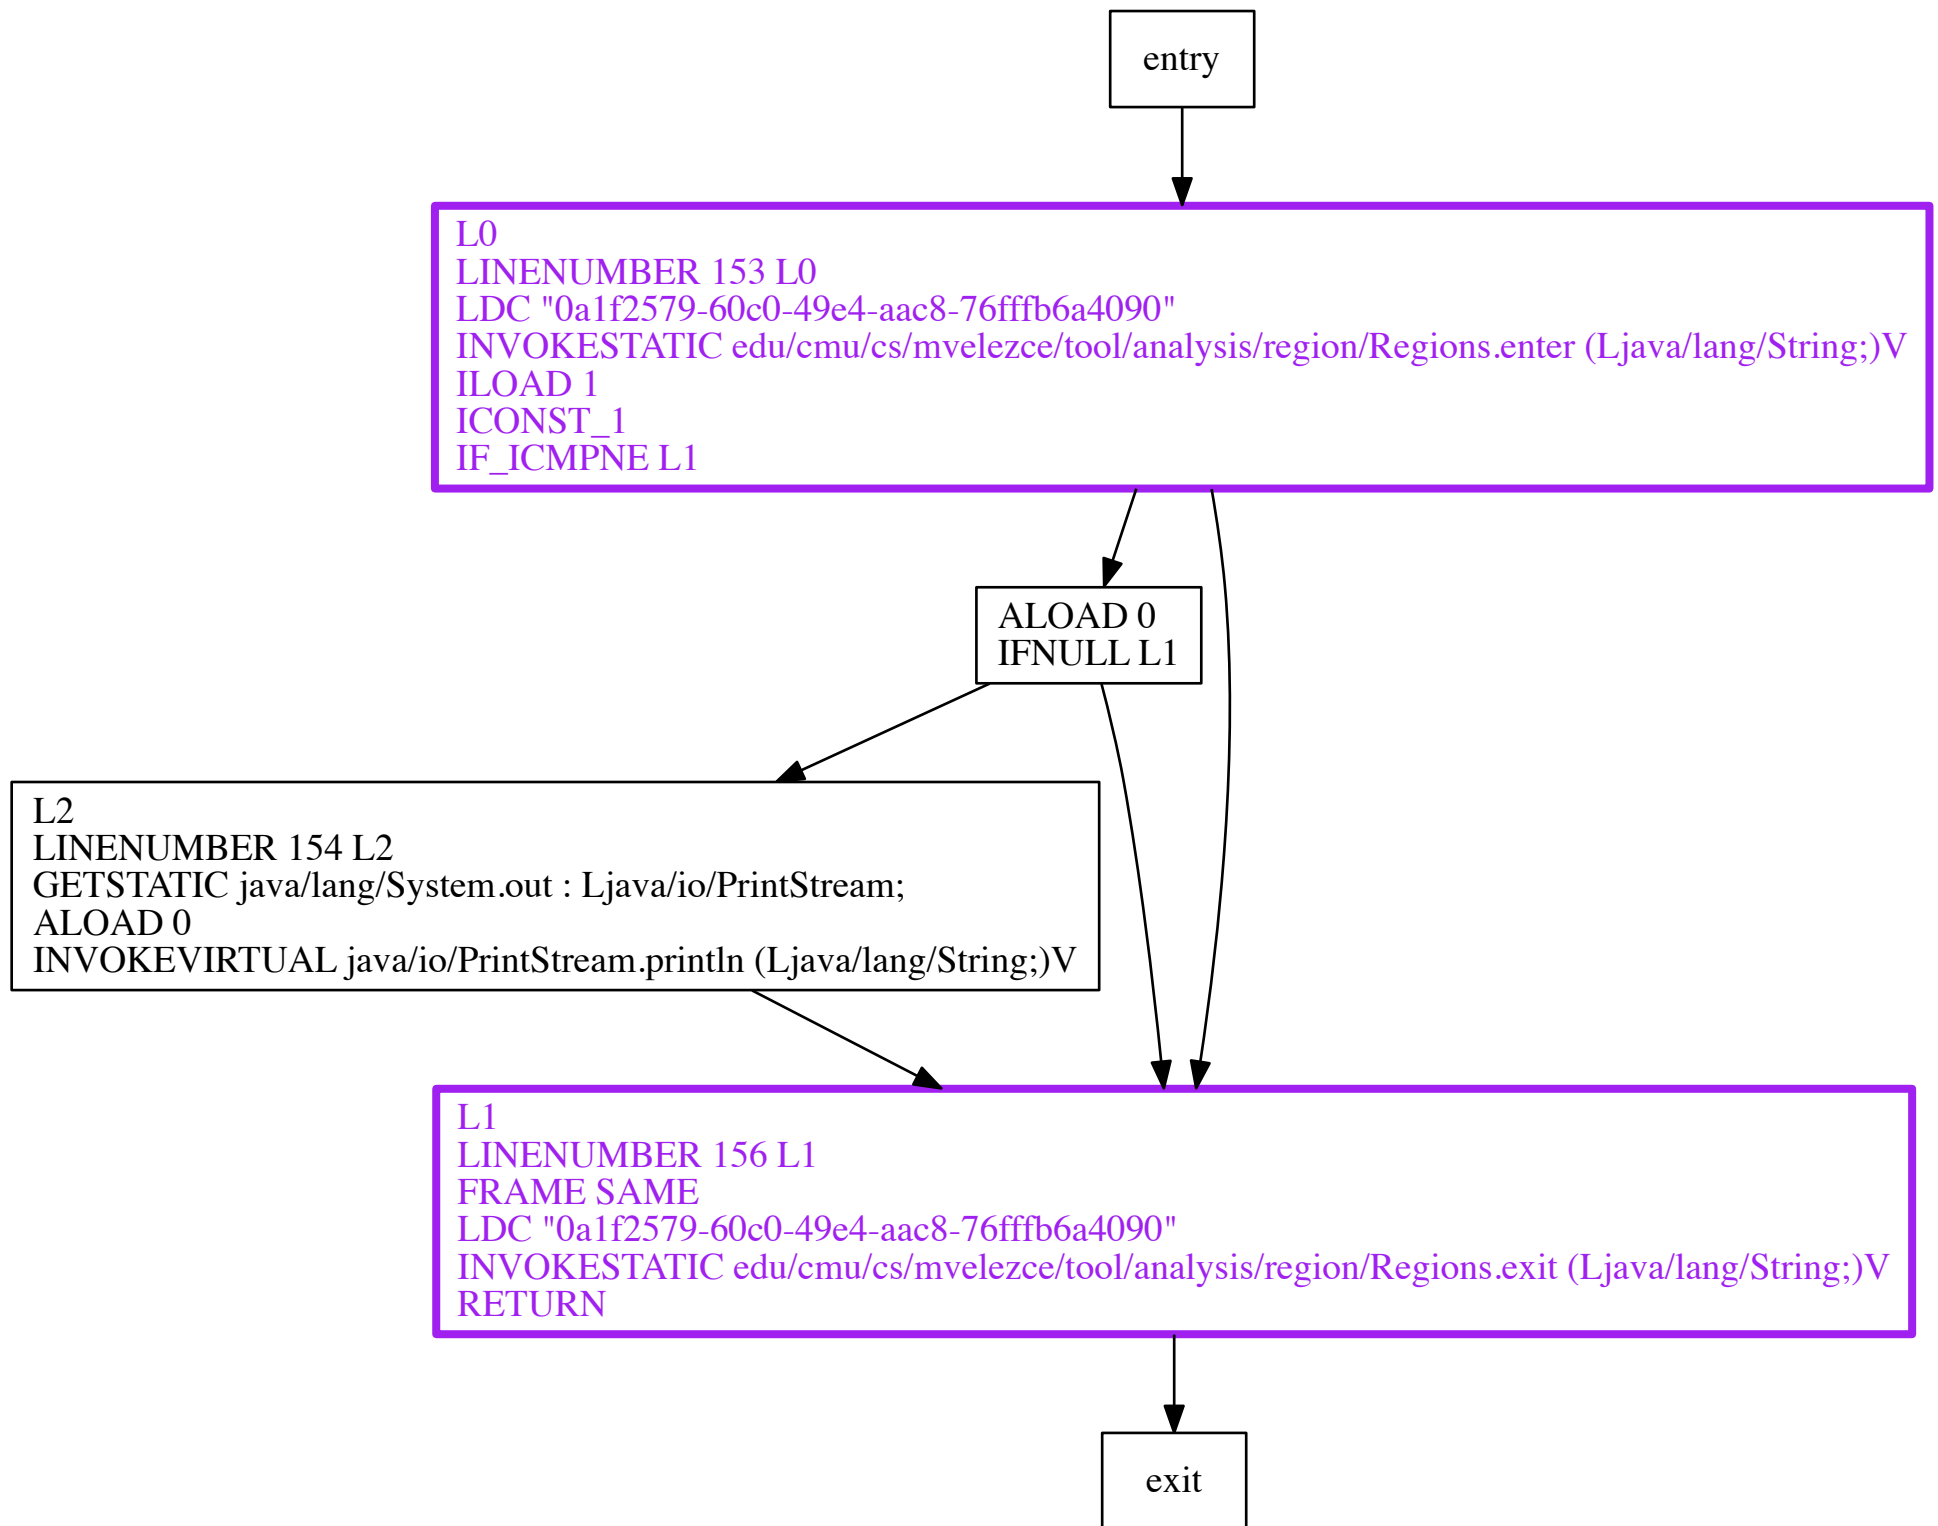 entry
L0
LINENUMBER 153 L0
LDC "0a1f2579-60c0-49e4-aac8-76fffb6a4090"
INVOKESTATIC edu/cmu/cs/mvelezce/tool/analysis/region/Regions.enter (Ljava/lang/String;)V
ILOAD 1
ICONST_1
IF_ICMPNE L1
ALOAD 0
IFNULL L1
L2
LINENUMBER 154 L2
GETSTATIC java/lang/System.out : Ljava/io/PrintStream;
ALOAD 0
INVOKEVIRTUAL java/io/PrintStream.println (Ljava/lang/String;)V
L1
LINENUMBER 156 L1
FRAME SAME
LDC "0a1f2579-60c0-49e4-aac8-76fffb6a4090"
INVOKESTATIC edu/cmu/cs/mvelezce/tool/analysis/region/Regions.exit (Ljava/lang/String;)V
RETURN
exit